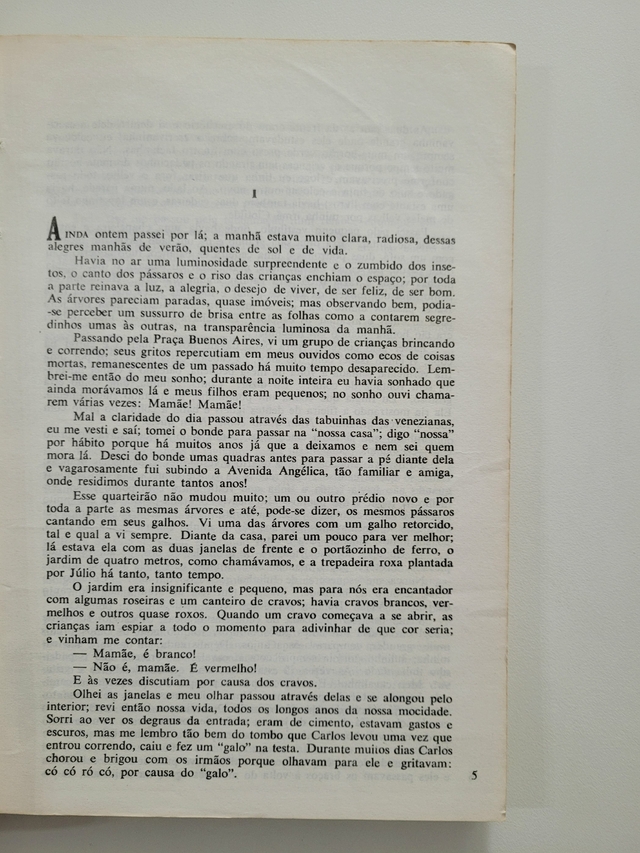 1
AINDA ontem passei por lá; a manhã estava muito clara, radiosa, dessas
alegres manhãs de verão, quentes de sol e de vida.
Havia no ar uma luminosidade surpreendente e o zumbido dos inse-
tos, o canto dos pássaros e o riso das crianças enchiam o espaço; por toda
a parte reinava a luz, a alegria, o desejo de viver, de ser feliz, de ser bom.
As árvores pareciam paradas, quase imóveis; mas observando bem, podia-
-se perceber um sussurro de brisa entre as folhas como a contarem segre-
dinhos umas às outras, na transparência luminosa da manhã.
Passando pela Praça Buenos Aires, vi um grupo de crianças brincando
e correndo; seus gritos repercutiam em meus ouvidos como ecos de coisas
mortas, remanescentes de um passado há muito tempo desaparecido. Lem-
brei-me então do meu sonho; durante a noite inteira eu havia sonhado que
ainda morávamos lá e meus filhos eram pequenos; no sonho ouvi chama-
rem várias vezes: Mamãe! Mamãe!
Mal a claridade do dia passou através das tabuinhas das venezianas,
eu me vesti e saí; tomei o bonde para passar na "nossa casa"; digo "nossa"
por hábito porque há muitos anos já que a deixamos e nem sei quem
mora lá. Desci do bonde umas quadras antes para passar a pé diante dela
e vagarosamente fui subindo a Avenida Angélica, tão familiar e amiga,
onde residimos durante tantos anos!
Esse quarteirão não mudou muito; um ou outro prédio novo e por
toda a parte as mesmas árvores e até, pode-se dizer, os mesmos pássaros
cantando em seus galhos. Vi uma das árvores com um galho retorcido,
tal e qual a vi sempre. Diante da casa, parei um pouco para ver melhor;
lá estava ela com as duas janelas de frente e o portãozinho de ferro, o
jardim de quatro metros, como chamávamos, e a trepadeira roxa plantada
por Júlio há tanto, tanto tempo.
O jardim era insignificante e pequeno, mas para nós era encantador
com algumas roseiras e um canteiro de cravos; havia cravos brancos, ver-
melhos e outros quase roxos. Quando um cravo começava a se abrir, as
crianças iam espiar a todo o momento para adivinhar de que cor seria;
e vinham me contar:
— Mamãe, é branco!
— Não é, mamãe. É vermelho!
E às vezes discutiam por causa dos cravos.
Olhei as janelas e meu olhar passou através delas e se alongou pelo
interior; revi então nossa vida, todos os longos anos da nossa mocidade.
Sorri ao ver os degraus da entrada; eram de cimento, estavam gastos e
escuros, mas me lembro tão bem do tombo que Carlos levou uma vez que
entrou correndo, caiu e fez um "galo" na testa. Durante muitos dias Carlos
chorou e brigou com os irmãos porque olhavam para ele e gritavam:
có có ró có, por causa do "galo".
5